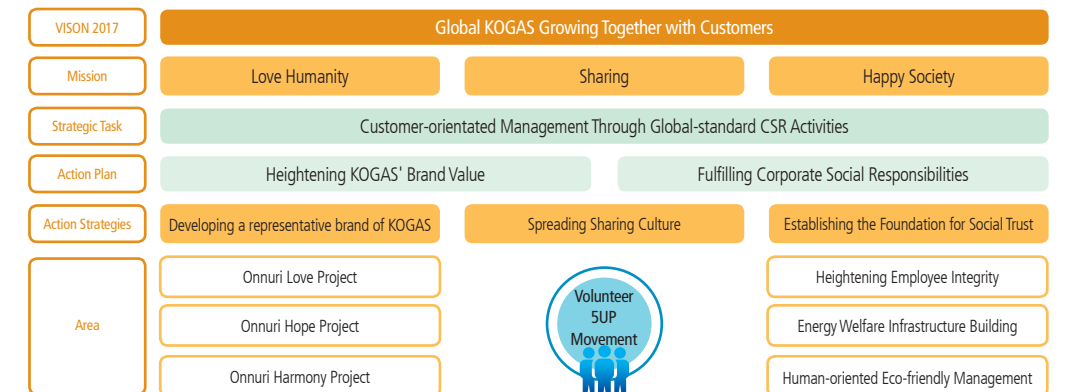 VISON 2017
Global KOGAS Growing Together with Customers
Mission
Love Humanity
Sharing
Happy Society
Strategic Task
Customer-orientated Management Through Global-standard CSR Activities
Action Plan
Heightening KOGAS' Brand Value
Fulfilling Corporate Social Responsibilities
Action Strategies
Developing a representative brand of KOGAS
Spreading Sharing Culture
Establishing the Foundation for Social Trust
Area
Onnuri Love Project
Onnuri Hope Project
Onnuri Harmony Project
Volunteer
5UP
Movement
Heightening Employee Integrity
Energy Welfare Infrastructure Building
Human-oriented Eco-friendly Management